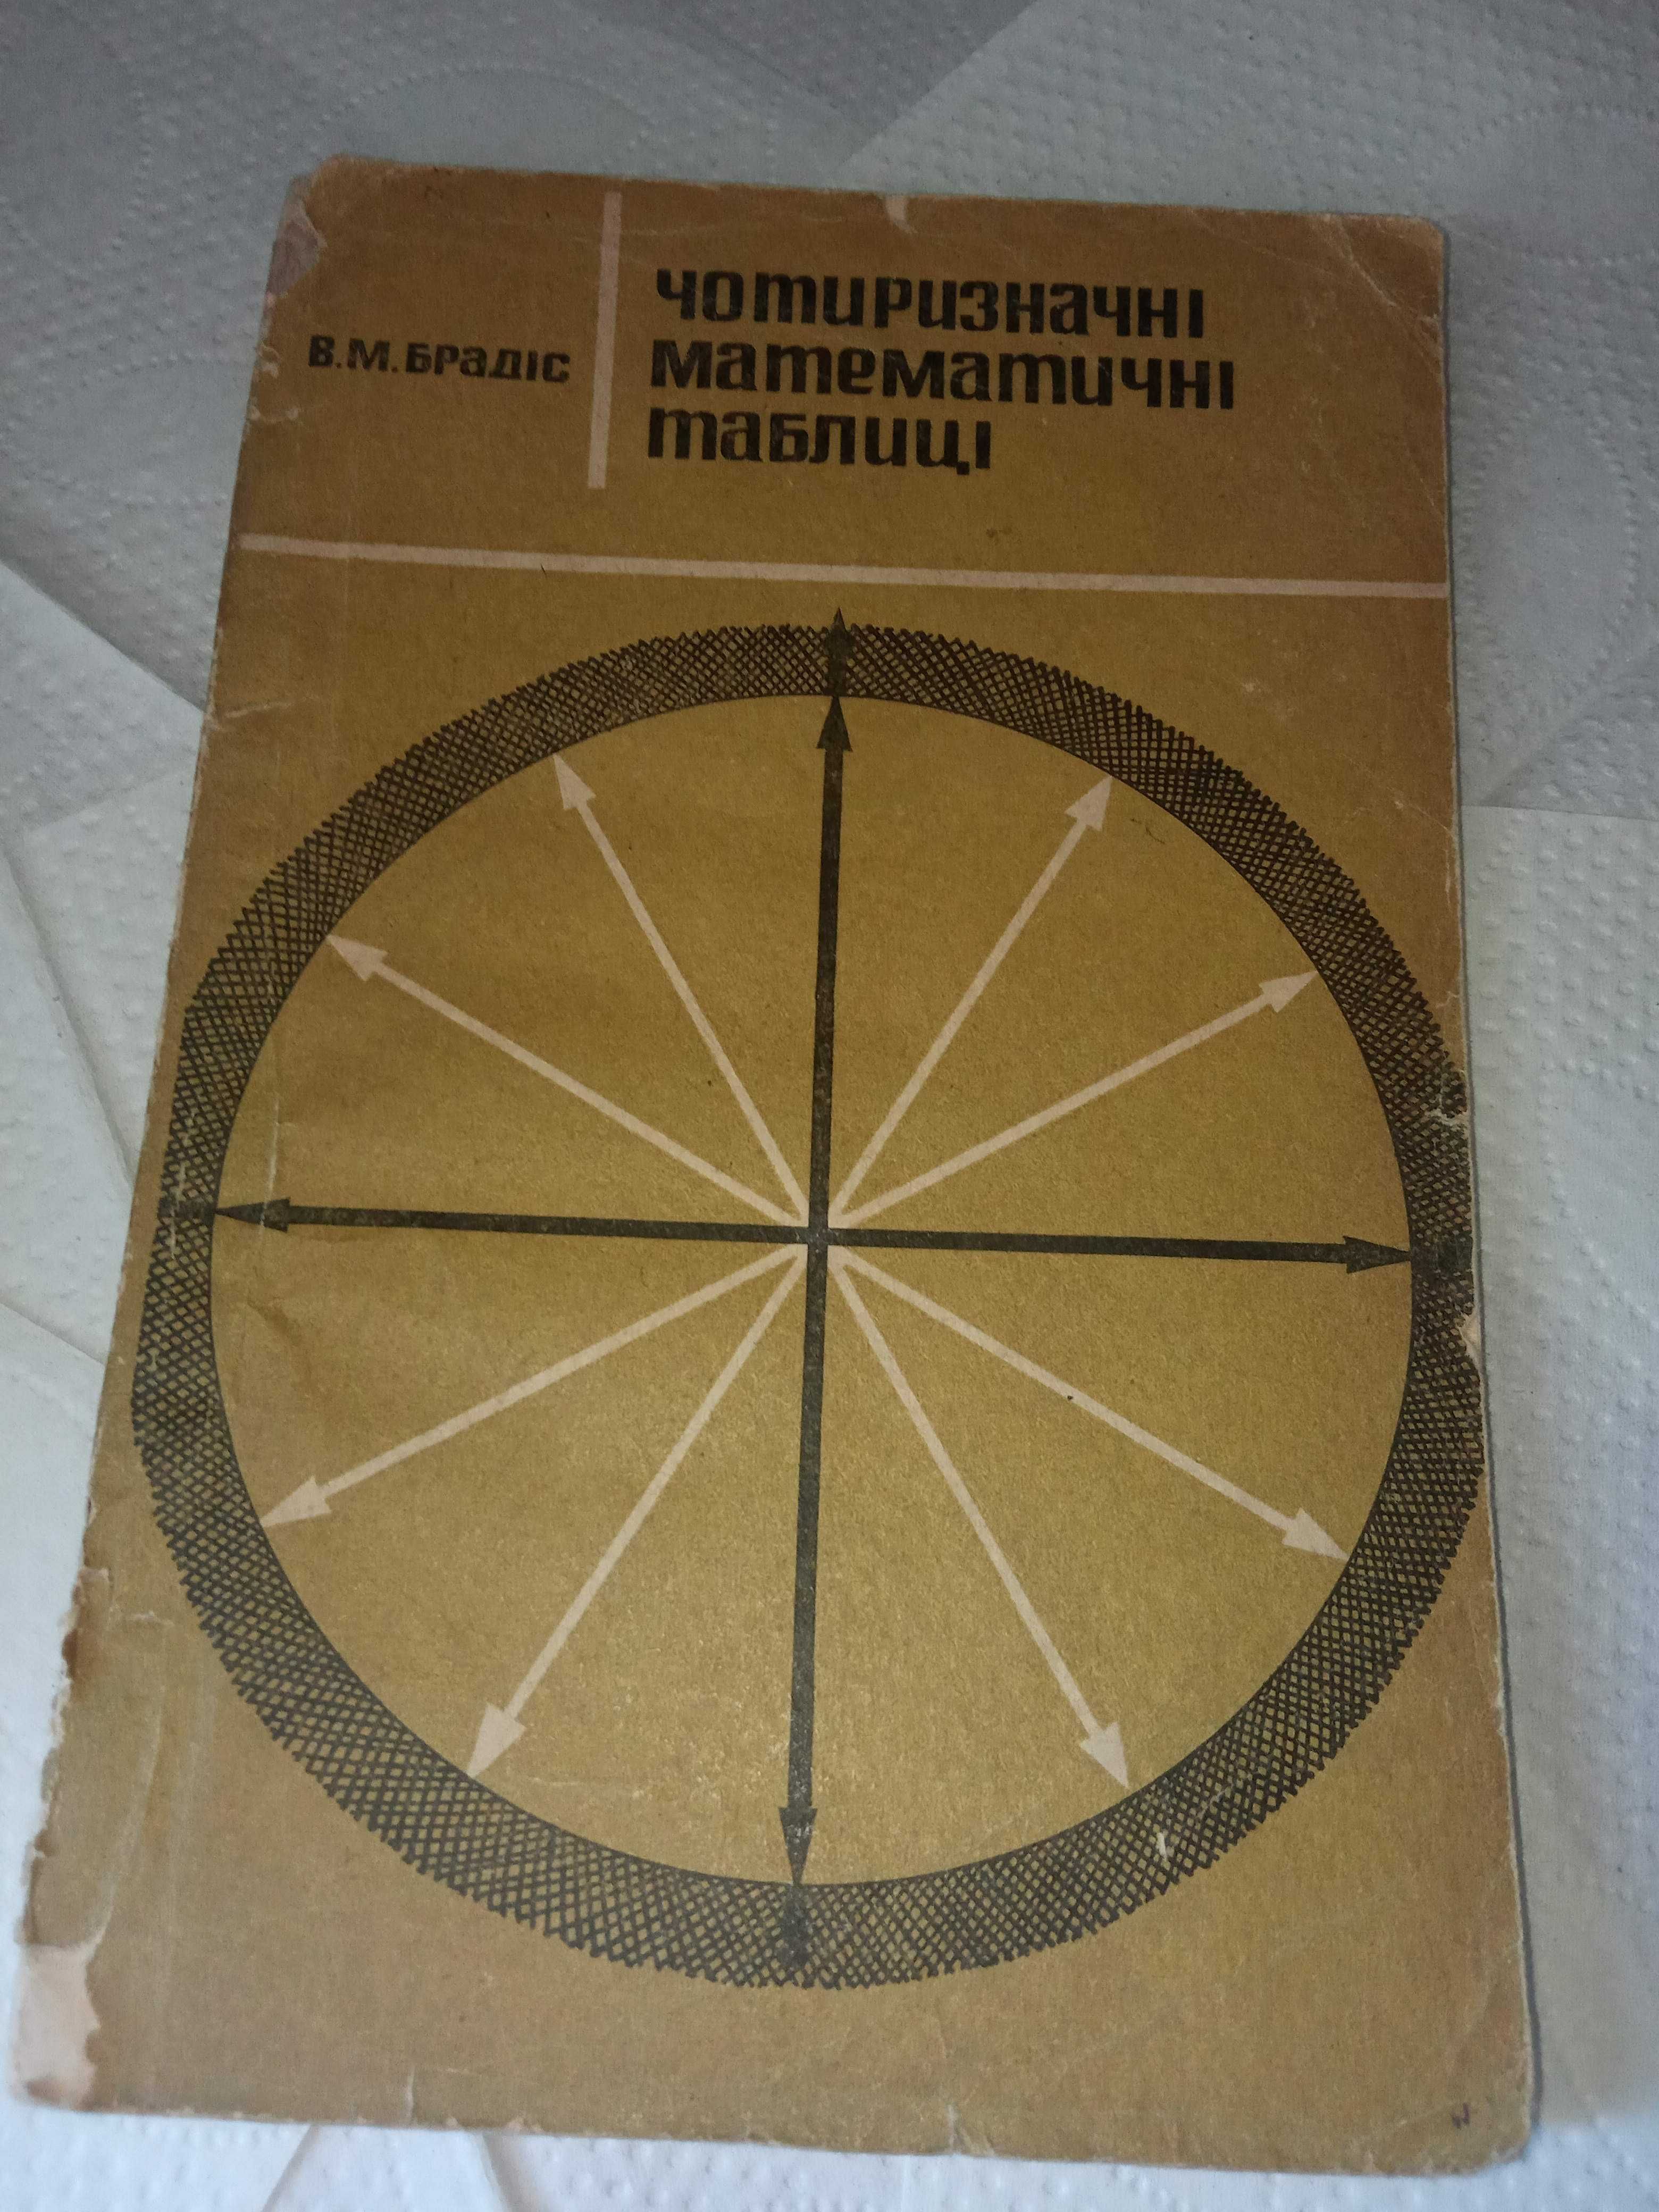 В.М.Брадіс
Чотиризначні
математичні
таблиці